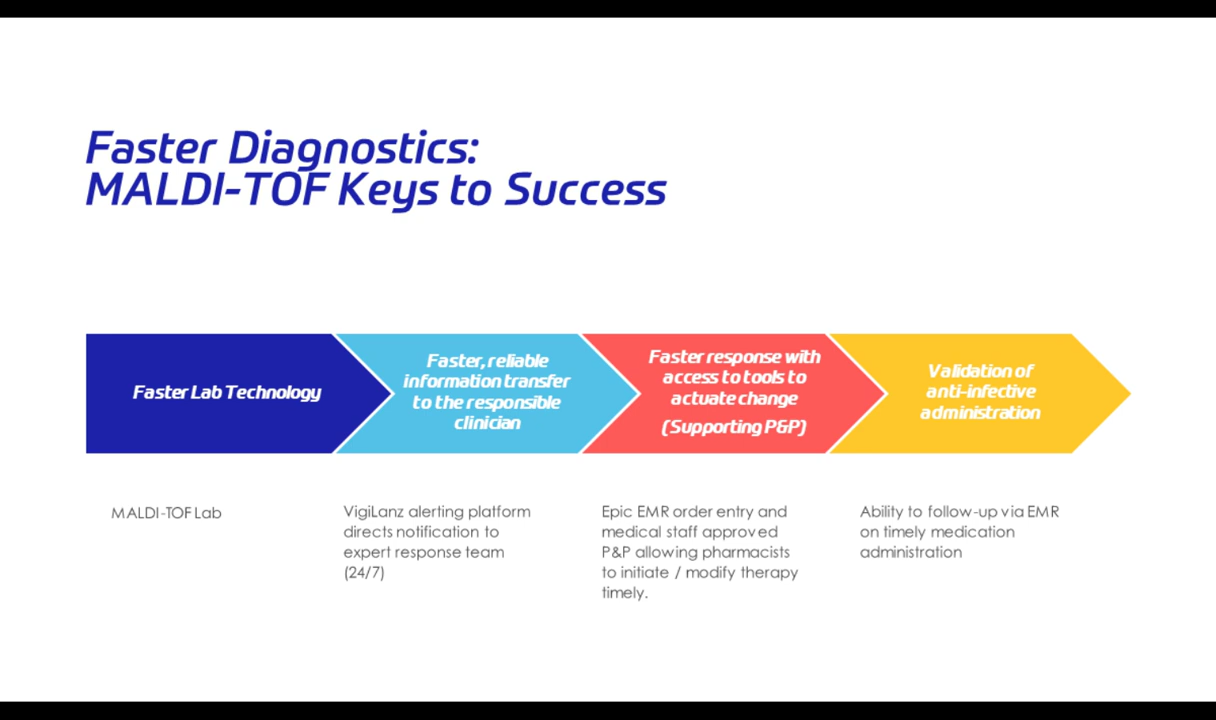 Faster Diagnostics:
MALDI-TOF Keys to Success
Faster Lab Technology
Faster, reliable
information transfer
to the responsible
clinician
Faster response with
access to tools to
actuate change
(Supporting P&P)
Validation of
anti-infective
administration
MALDI-TOF Lab
VigiLanz alerting platform
directs notification to
expert response team
(24/7)
Epic EMR order entry and
medical staff approved
P&P allowing pharmacists
to initiate / modify therapy
timely.
Ability to follow-up via EMR
on timely medication
administration